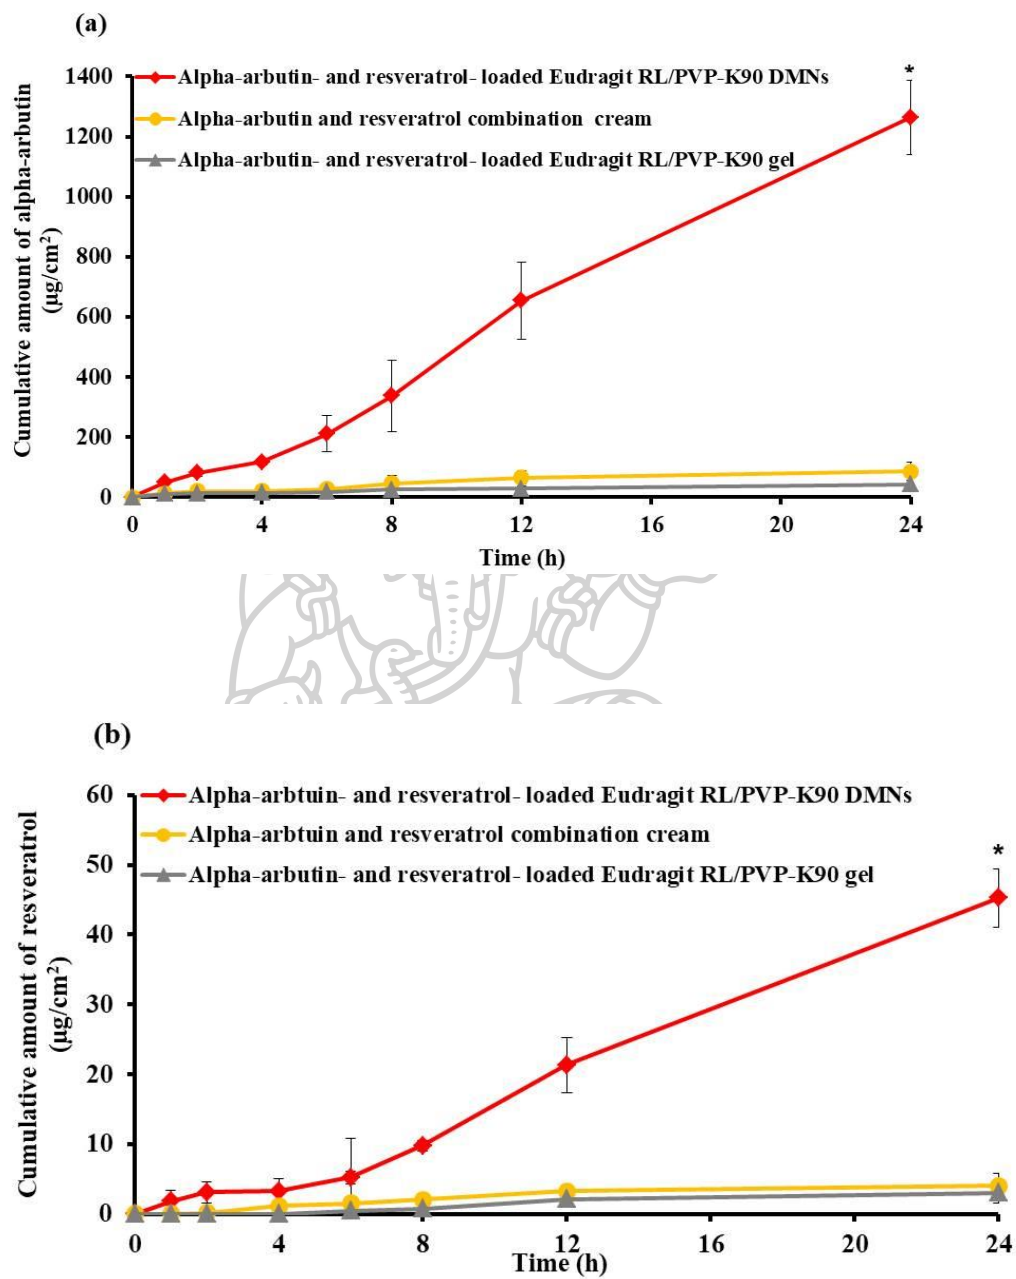 (a)
1400
1200
1000
800
600
400
200
0
Cumulative amount of alpha-arbutin
(µg/cm²)
Alpha-arbutin- and resveratrol- loaded Eudragit RL/PVP-K90 DMNs
Alpha-arbutin and resveratrol combination cream
Alpha-arbutin- and resveratrol- loaded Eudragit RL/PVP-K90 gel
*
0 4 8 12 16 20 24
Time (h)
(b)
60
50
40
30
20
10
0
Cumulative amount of resveratrol
(µg/cm²)
Alpha-arbtuin- and resveratrol- loaded Eudragit RL/PVP-K90 DMNs
Alpha-arbtuin and resveratrol combination cream
Alpha-arbutin- and resveratrol- loaded Eudragit RL/PVP-K90 gel
*
0 4 8 12 16 20 24
Time (h)